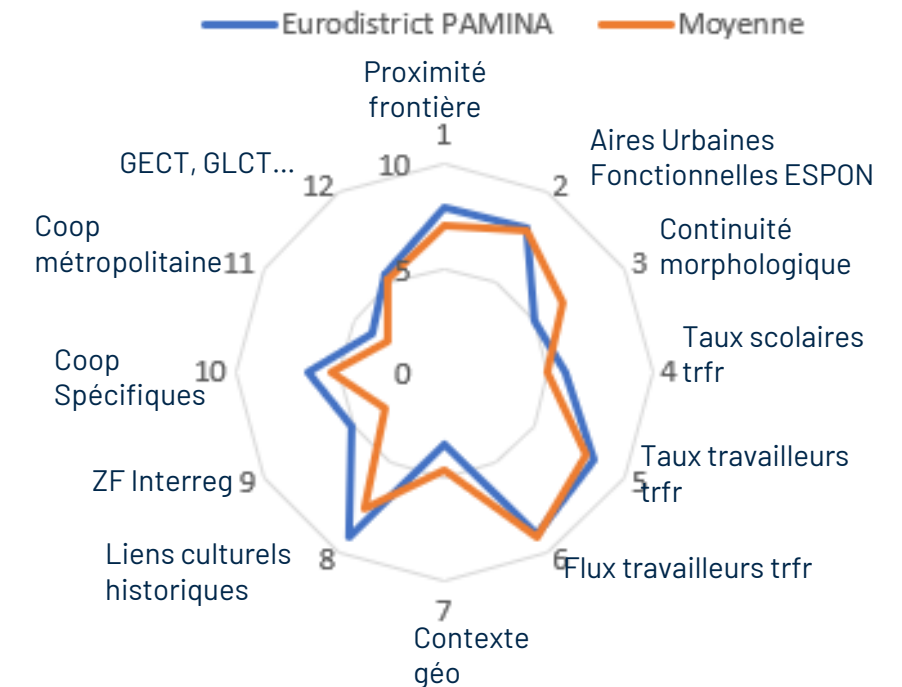 Eurodistrict PAMINA
Moyenne
Proximité
frontière
1
10
5
0
Aires Urbaines
Fonctionnelles ESPON
2
Continuité
morphologique
3
Taux scolaires
trfr
4
Taux travailleurs
trfr
5
Flux travailleurs trfr
6
7
Contexte
géo
Liens culturels
historiques
8
ZF Interreg
9
Coop
Spécifiques
10
Coop
métropolitaine
11
GECT, GLCT...
12